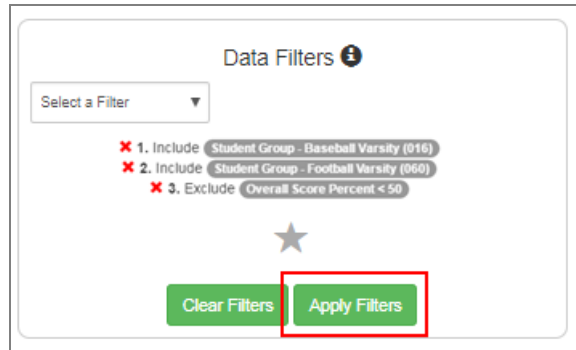 Data Filters
Select a Filter
1. Include Student Group - Baseball Varsity (016)
2. Include Student Group - Football Varsity (060)
3. Exclude Overall Score Percent < 50
Clear Filters Apply Filters